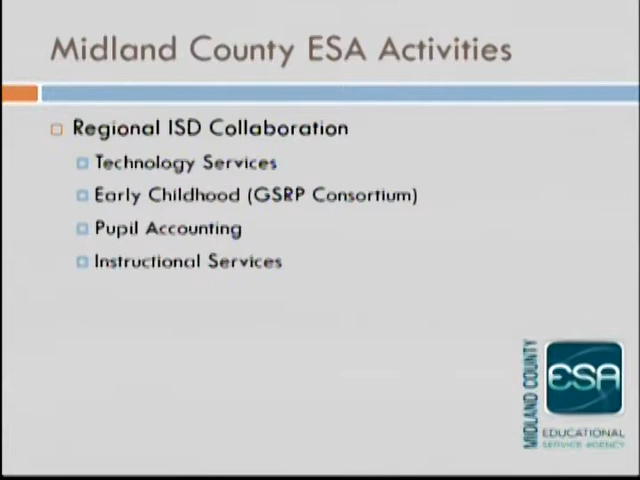 Midland County ESA Activities
Regional ISD Collaboration
Technology Services
Early Childhood (GSRP Consortium)
Pupil Accounting
Instructional Services
MIDLAND COUNTY
ESA
EDUCATIONAL
SERVICE AGENCY